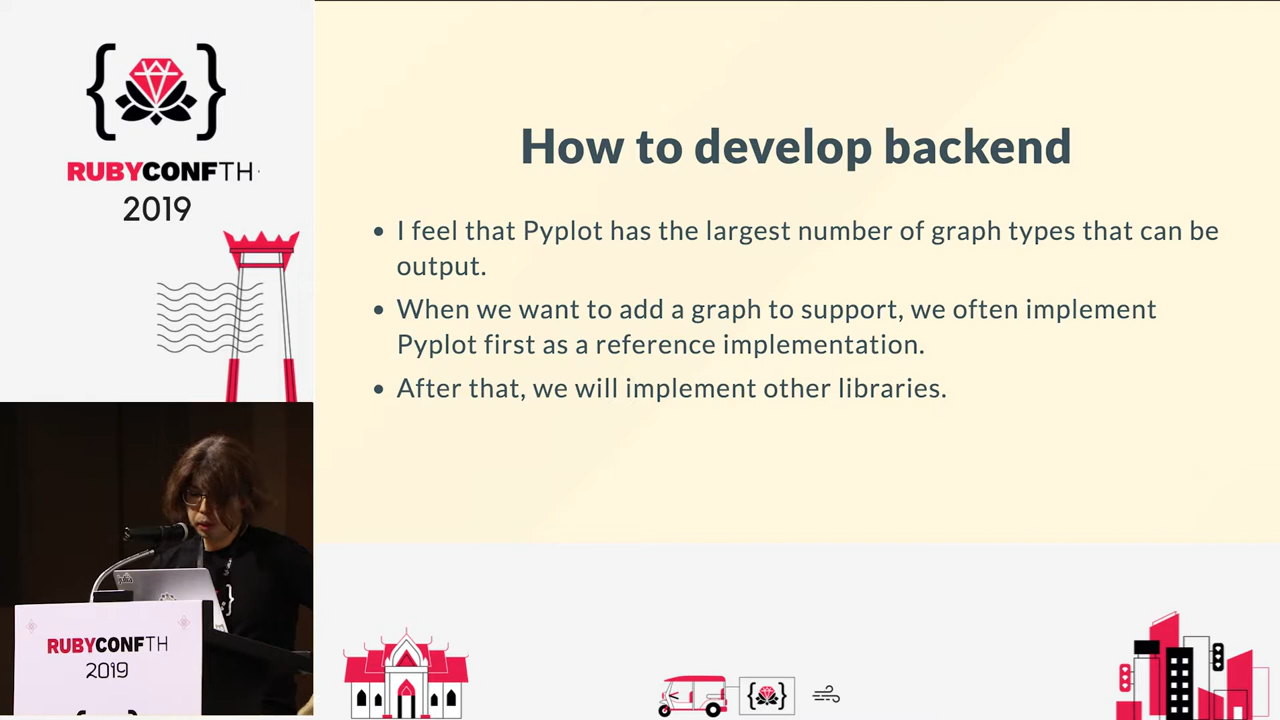 RUBYCONFTH
2019
How to develop backend
• I feel that Pyplot has the largest number of graph types that can be
output.
• When we want to add a graph to support, we often implement
Pyplot first as a reference implementation.
• After that, we will implement other libraries.
julia
RUBYCONFTH
2019